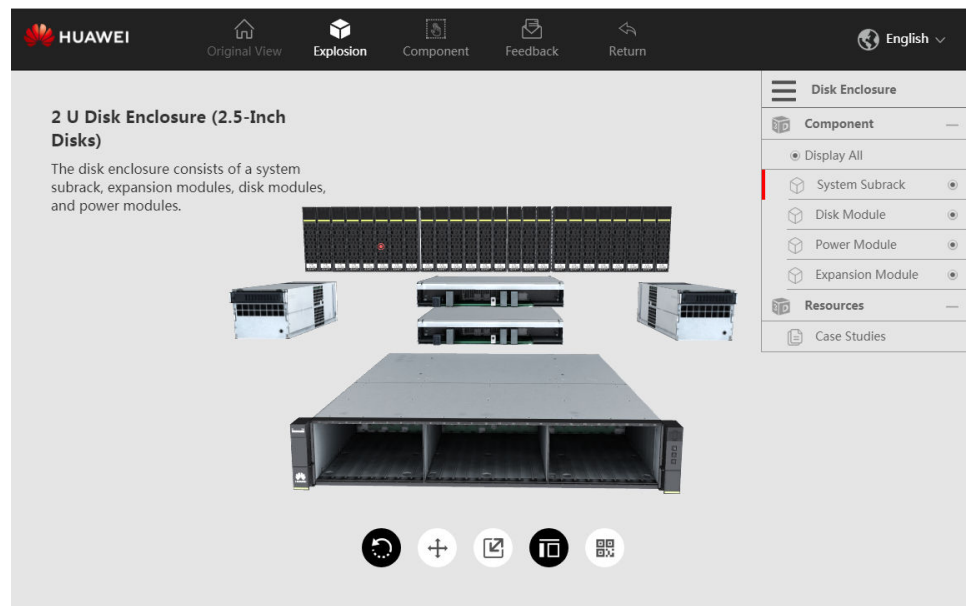 HUAWEI
Original View
Explosion
Component
Feedback
Return
English
2 U Disk Enclosure (2.5-Inch
Disks)
The disk enclosure consists of a system
subrack, expansion modules, disk modules,
and power modules.
Disk Enclosure
Component
Display All
System Subrack
Disk Module
Power Module
Expansion Module
Resources
Case Studies